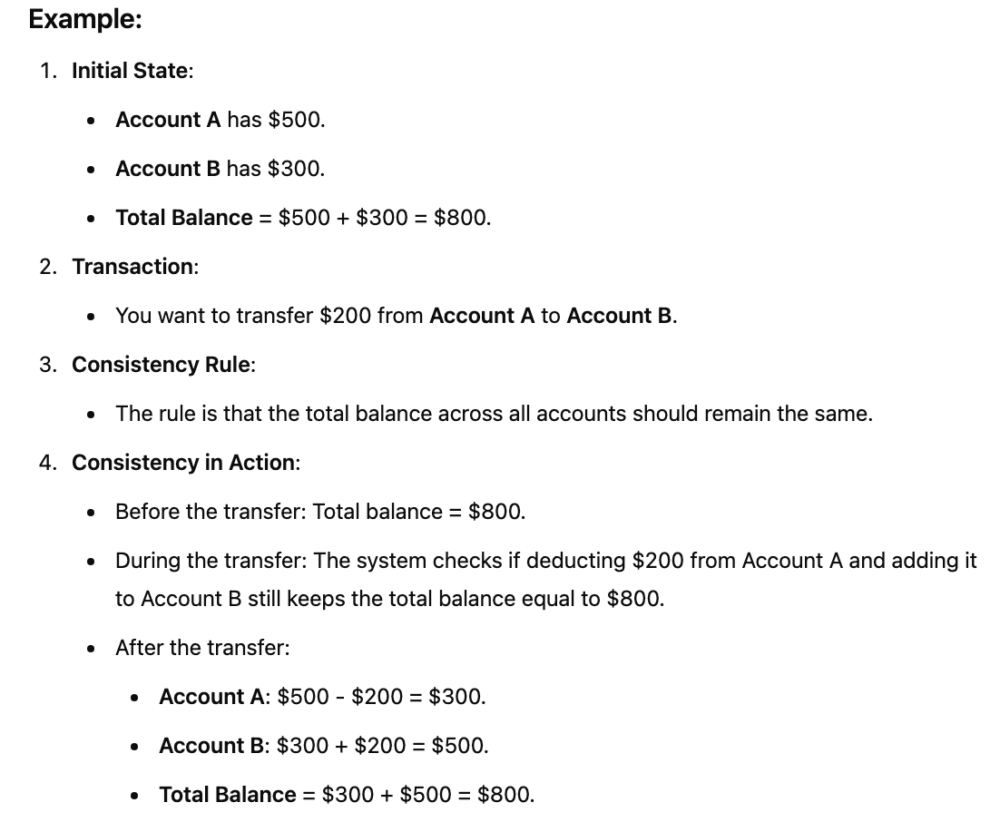 Example:
1. Initial State:
• Account A has $500.
• Account B has $300.
• Total Balance = $500 + $300 = $800.
2. Transaction:
• You want to transfer $200 from Account A to Account B.
3. Consistency Rule:
• The rule is that the total balance across all accounts should remain the same.
4. Consistency in Action:
• Before the transfer: Total balance = $800.
• During the transfer: The system checks if deducting $200 from Account A and adding it
to Account B still keeps the total balance equal to $800.
• After the transfer:
• Account A: $500 - $200 = $300.
• Account B: $300 + $200 = $500.
• Total Balance = $300 + $500 = $800.